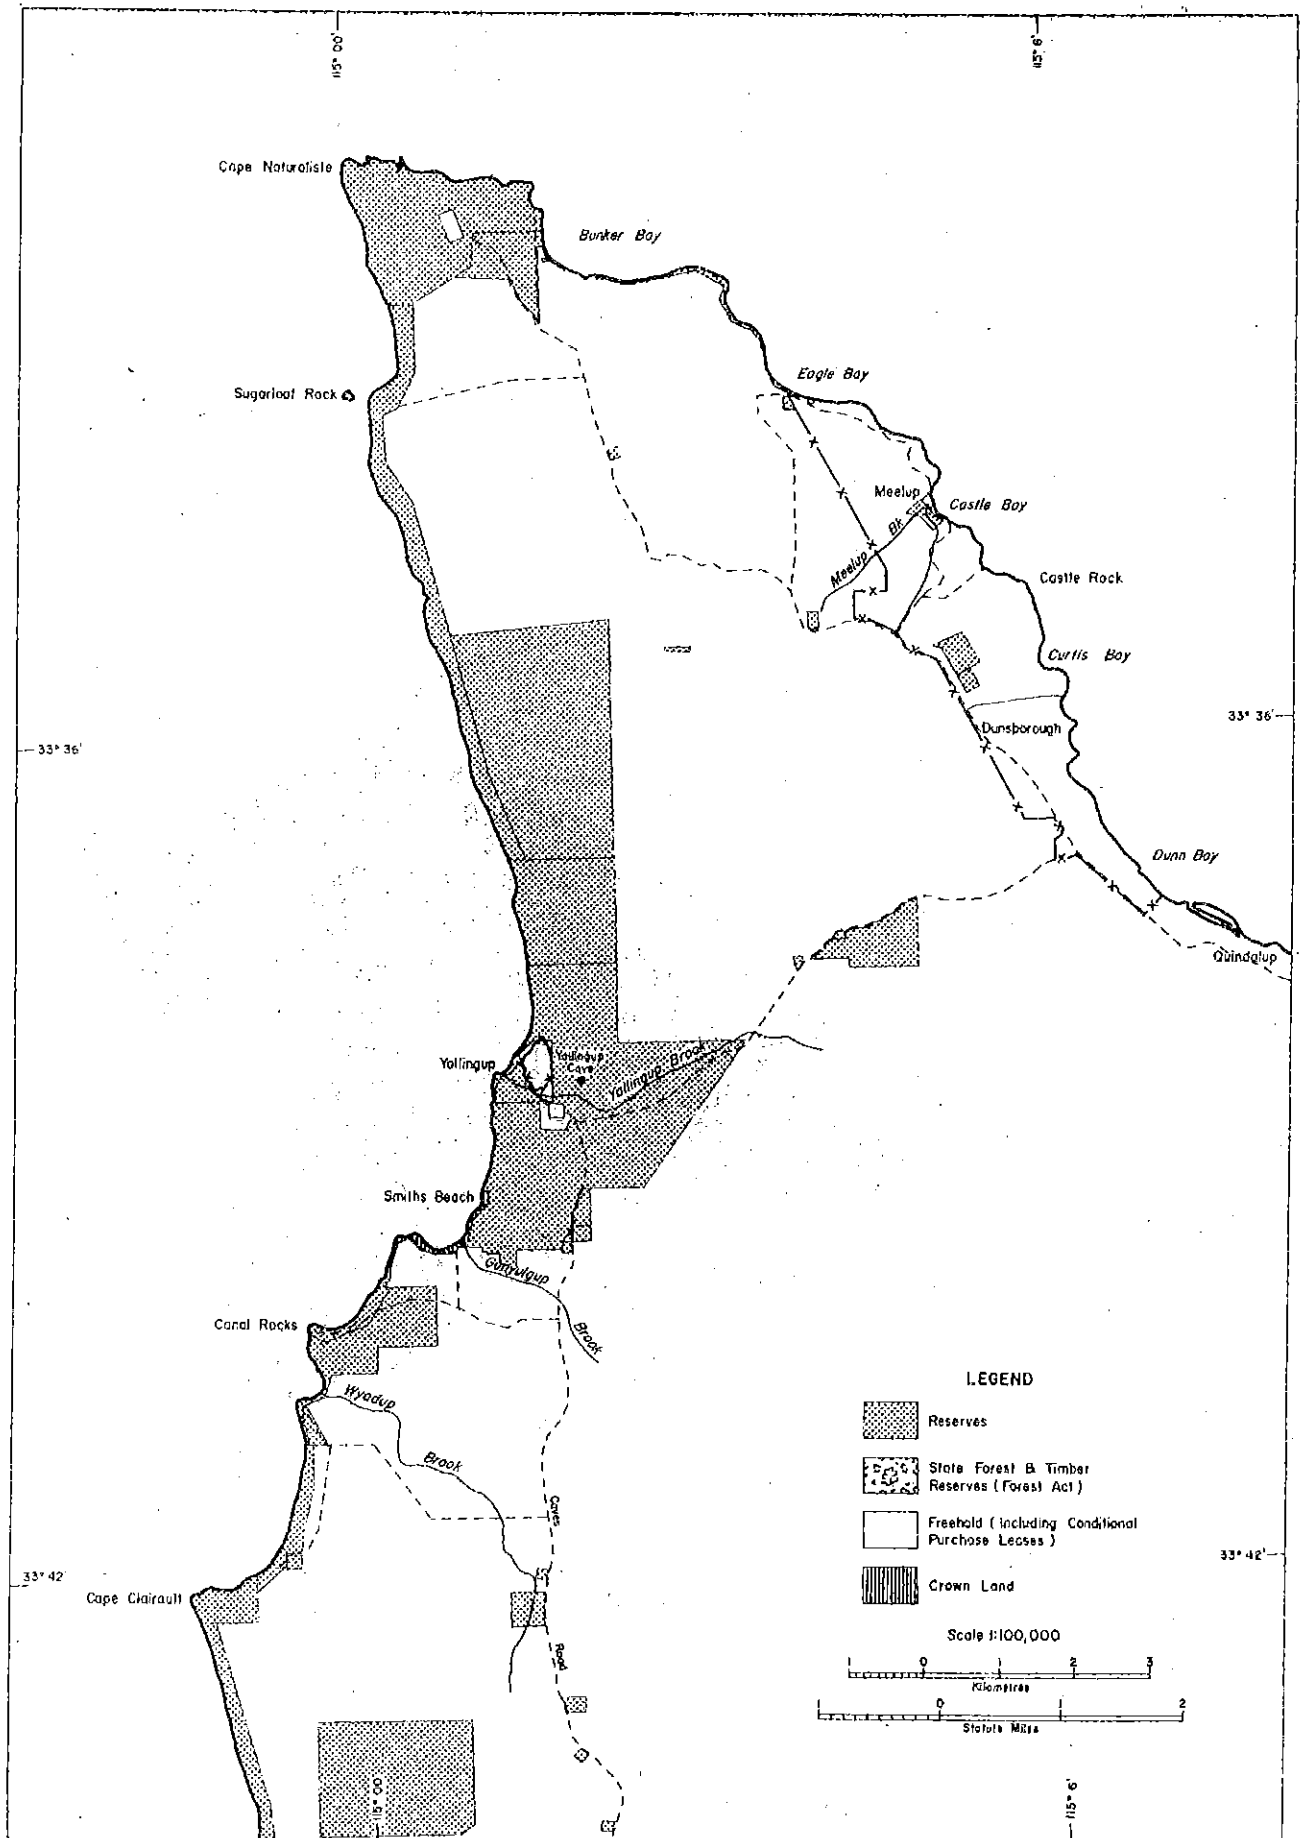 115° 00'
115° 6'
Cape Naturaliste
Bunker Bay
Eagle Bay
Sugarloaf Rock
Meelup
Castle Bay
Meelup Bk
Castle Rock
Curtis Bay
33° 36'
Dunsborough
33° 36'
Dunn Bay
Quindalup
Yallingup
Yallingup
Cave
Yallingup Brook
Smiths Beach
Gunyulgup
Brook
Canal Rocks
Wyadup
Brook
Caves
Road
33° 42'
33° 42'
Cape Clairault
LEGEND
Reserves
State Forest & Timber
Reserves (Forest Act)
Freehold (including Conditional
Purchase Leases)
Crown Land
Scale 1:100,000
1 0 1 2 3
Kilometres
1 0 1 2
Statute Miles
115° 00'
115° 6'